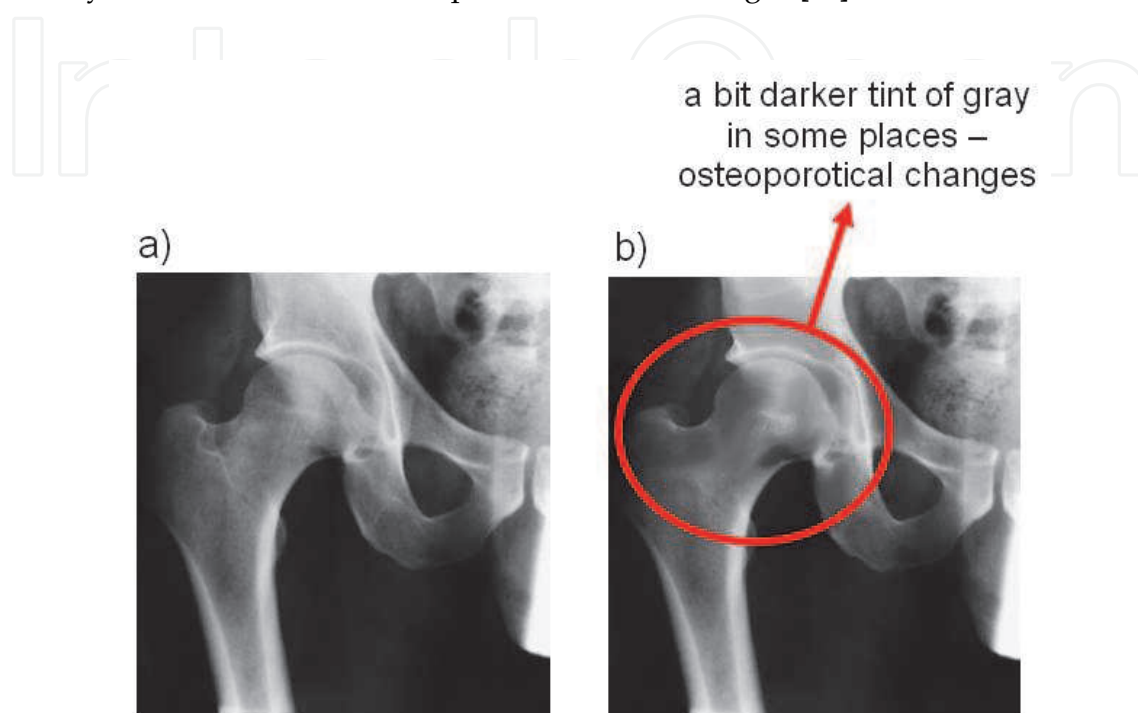 a bit darker tint of gray
in some places –
osteoporotical changes
a)
b)